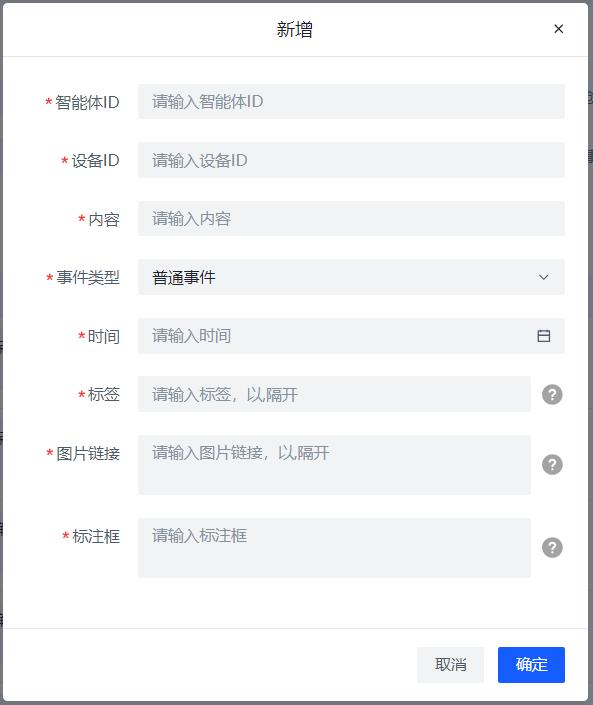 新增
* 智能体ID 请输入智能体ID
* 设备ID 请输入设备ID
* 内容 请输入内容
* 事件类型 普通事件
* 时间 请输入时间
* 标签 请输入标签，以,隔开
* 图片链接 请输入图片链接，以,隔开
* 标注框 请输入标注框
取消 确定